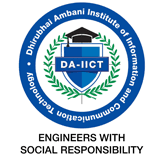 Dhirubhai Ambani Institute of Information and Communication Technology
DA-IICT
ENGINEERS WITH
SOCIAL RESPONSIBILITY